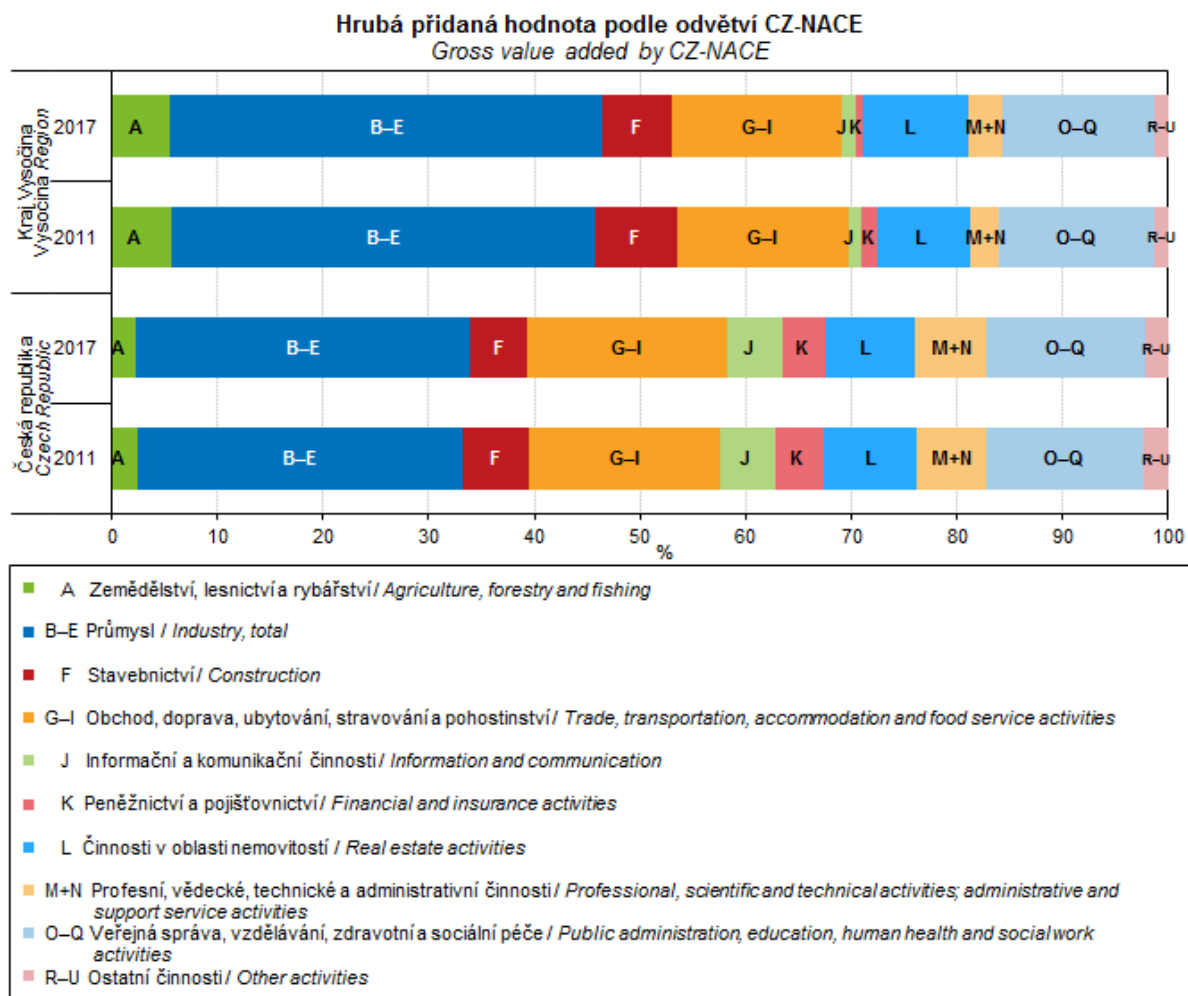 Hrubá přidaná hodnota podle odvětví CZ-NACE
Gross value added by CZ-NACE
Kraj Vysočina
Vysočina Region
2017
A B–E F G–I J K L M+N O–Q R–U
2011
A B–E F G–I J K L M+N O–Q R–U
Česká republika
Czech Republic
2017
A B–E F G–I J K L M+N O–Q R–U
2011
A B–E F G–I J K L M+N O–Q R–U
0 10 20 30 40 50 60 70 80 90 100
%
A Zemědělství, lesnictví a rybářství / Agriculture, forestry and fishing
B–E Průmysl / Industry, total
F Stavebnictví / Construction
G–I Obchod, doprava, ubytování, stravování a pohostinství / Trade, transportation, accommodation and food service activities
J Informační a komunikační činnosti / Information and communication
K Peněžnictví a pojišťovnictví / Financial and insurance activities
L Činnosti v oblasti nemovitostí / Real estate activities
M+N Profesní, vědecké, technické a administrativní činnosti / Professional, scientific and technical activities; administrative and
support service activities
O–Q Veřejná správa, vzdělávání, zdravotní a sociální péče / Public administration, education, human health and social work
activities
R–U Ostatní činnosti / Other activities